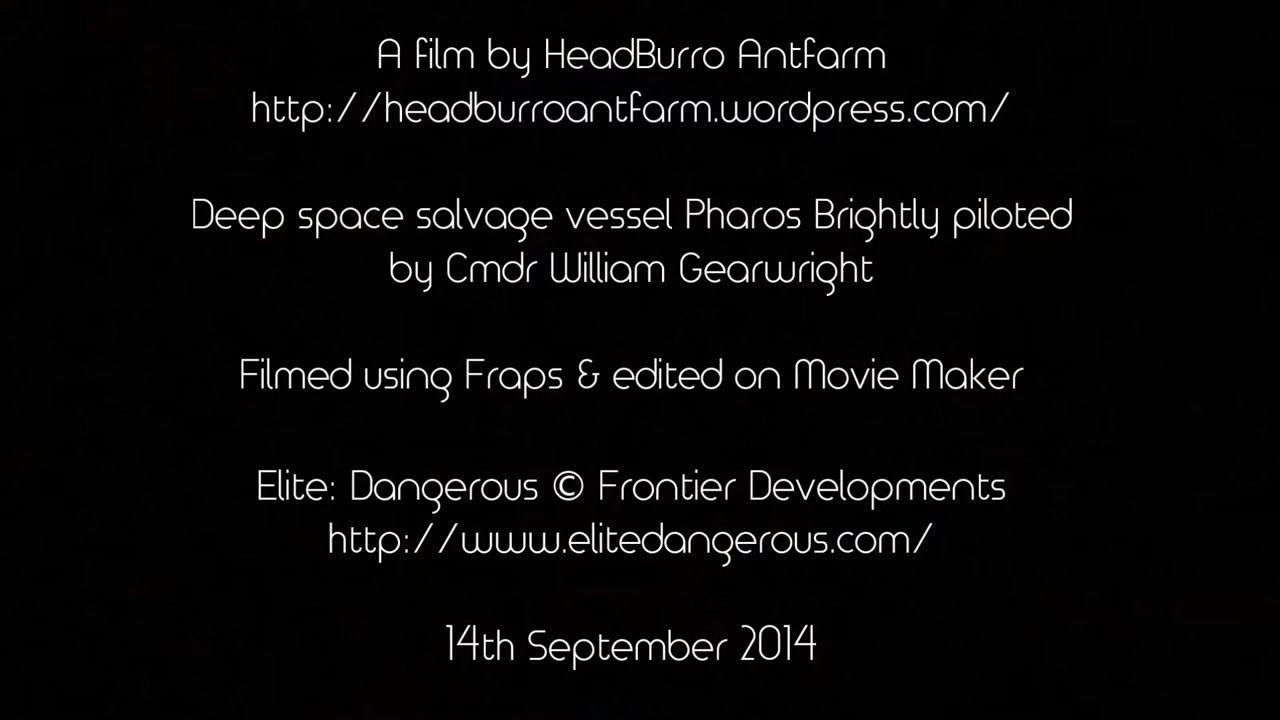 A film by HeadBurro Antfarm
http://headburroantfarm.wordpress.com/
Deep space salvage vessel Pharos Brightly piloted
by Cmdr William Gearwright
Filmed using Fraps & edited on Movie Maker
Elite: Dangerous © Frontier Developments
http://www.elitedangerous.com/
14th September 2014